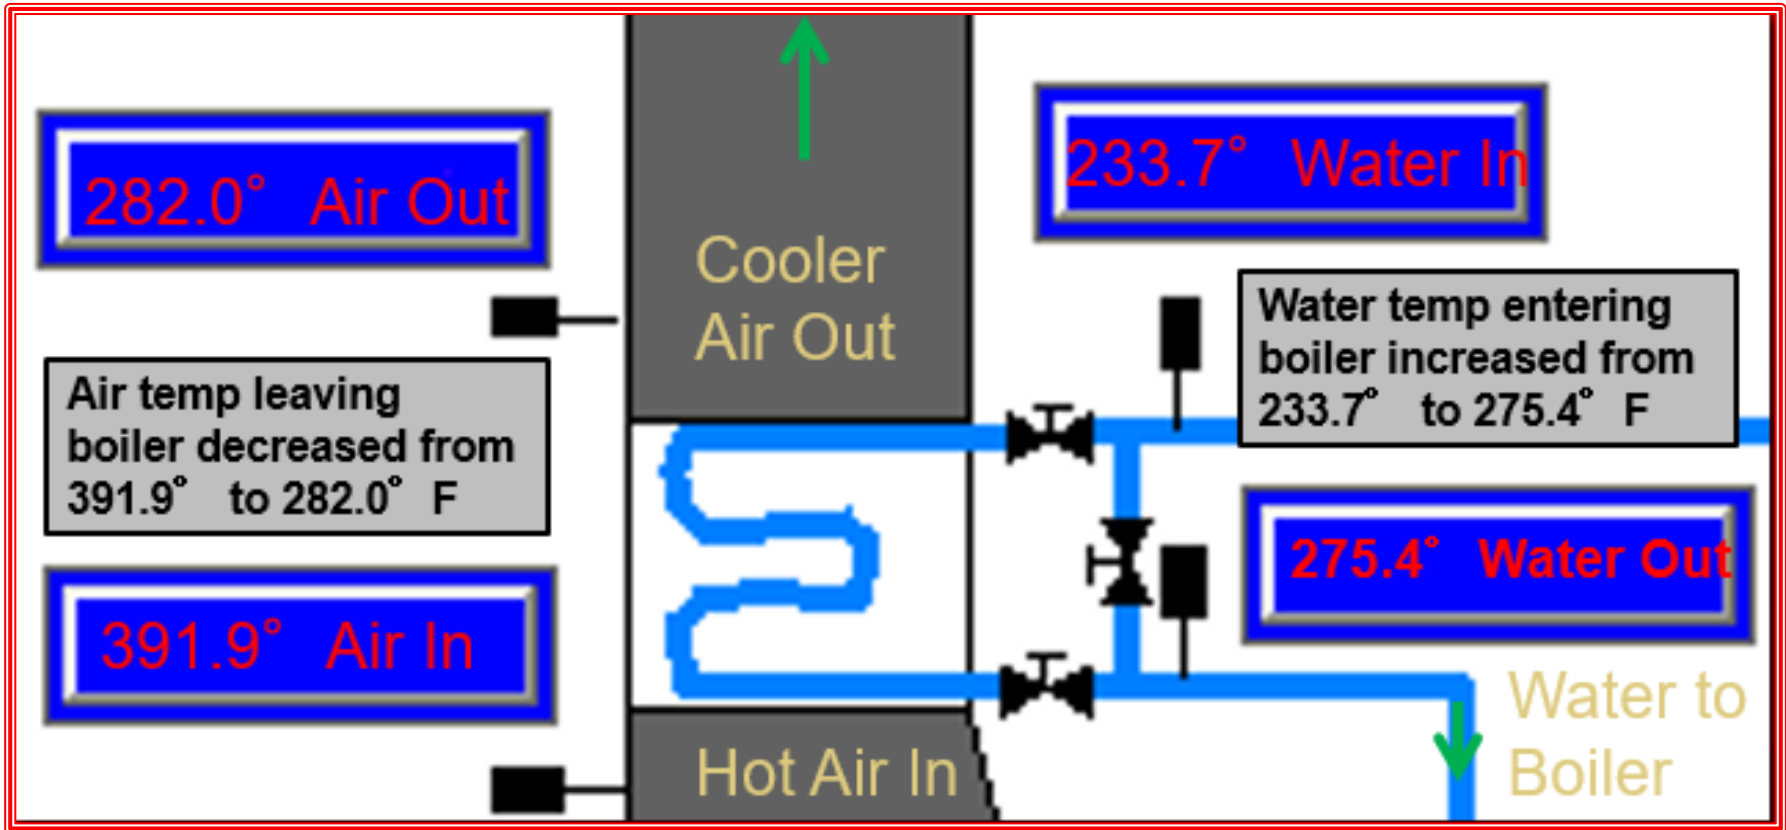 282.0° Air Out
233.7° Water In
Cooler
Air Out
Water temp entering
boiler increased from
233.7° to 275.4° F
Air temp leaving
boiler decreased from
391.9° to 282.0° F
275.4° Water Out
391.9° Air In
Water to
Boiler
Hot Air In